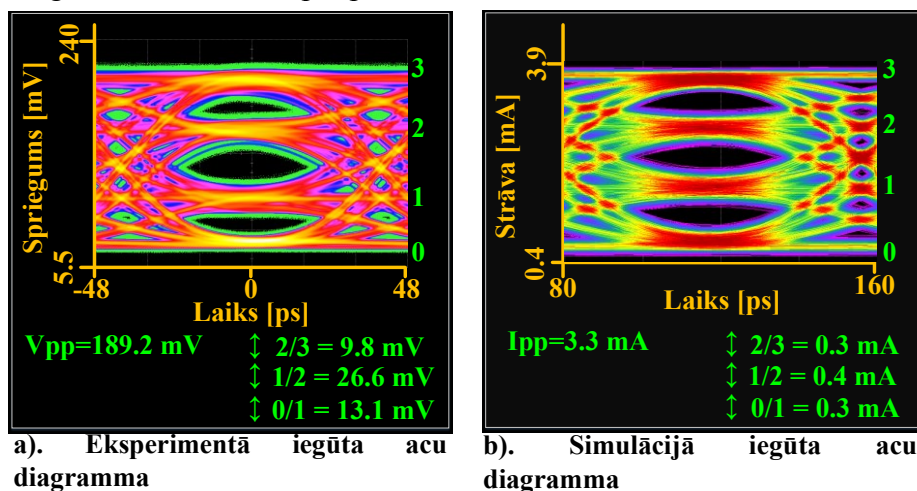 240
Spriegums [mV]
5.5
3
2
1
0
-48
0
48
Laiks [ps]
Vpp=189.2 mV
↕ 2/3 = 9.8 mV
↕ 1/2 = 26.6 mV
↕ 0/1 = 13.1 mV
a). Eksperimentā iegūta acu
diagramma
3.9
Strāva [mA]
0.4
3
2
1
0
80
160
Laiks [ps]
Ipp=3.3 mA
↕ 2/3 = 0.3 mA
↕ 1/2 = 0.4 mA
↕ 0/1 = 0.3 mA
b). Simulācijā iegūta acu
diagramma